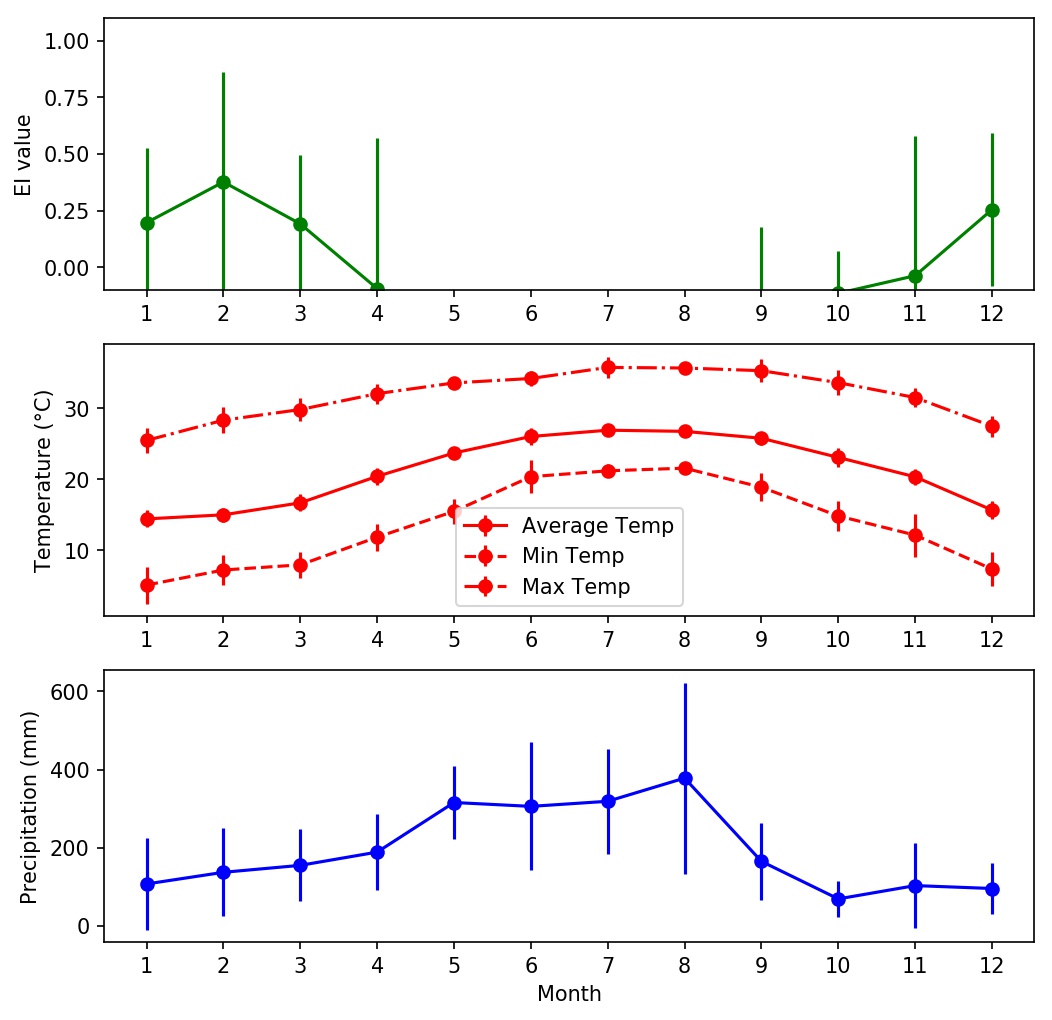 1.00
0.75
0.50
0.25
0.00
EI value
1 2 3 4 5 6 7 8 9 10 11 12
30
20
10
Temperature (°C)
Average Temp
Min Temp
Max Temp
1 2 3 4 5 6 7 8 9 10 11 12
600
400
200
0
Precipitation (mm)
1 2 3 4 5 6 7 8 9 10 11 12
Month